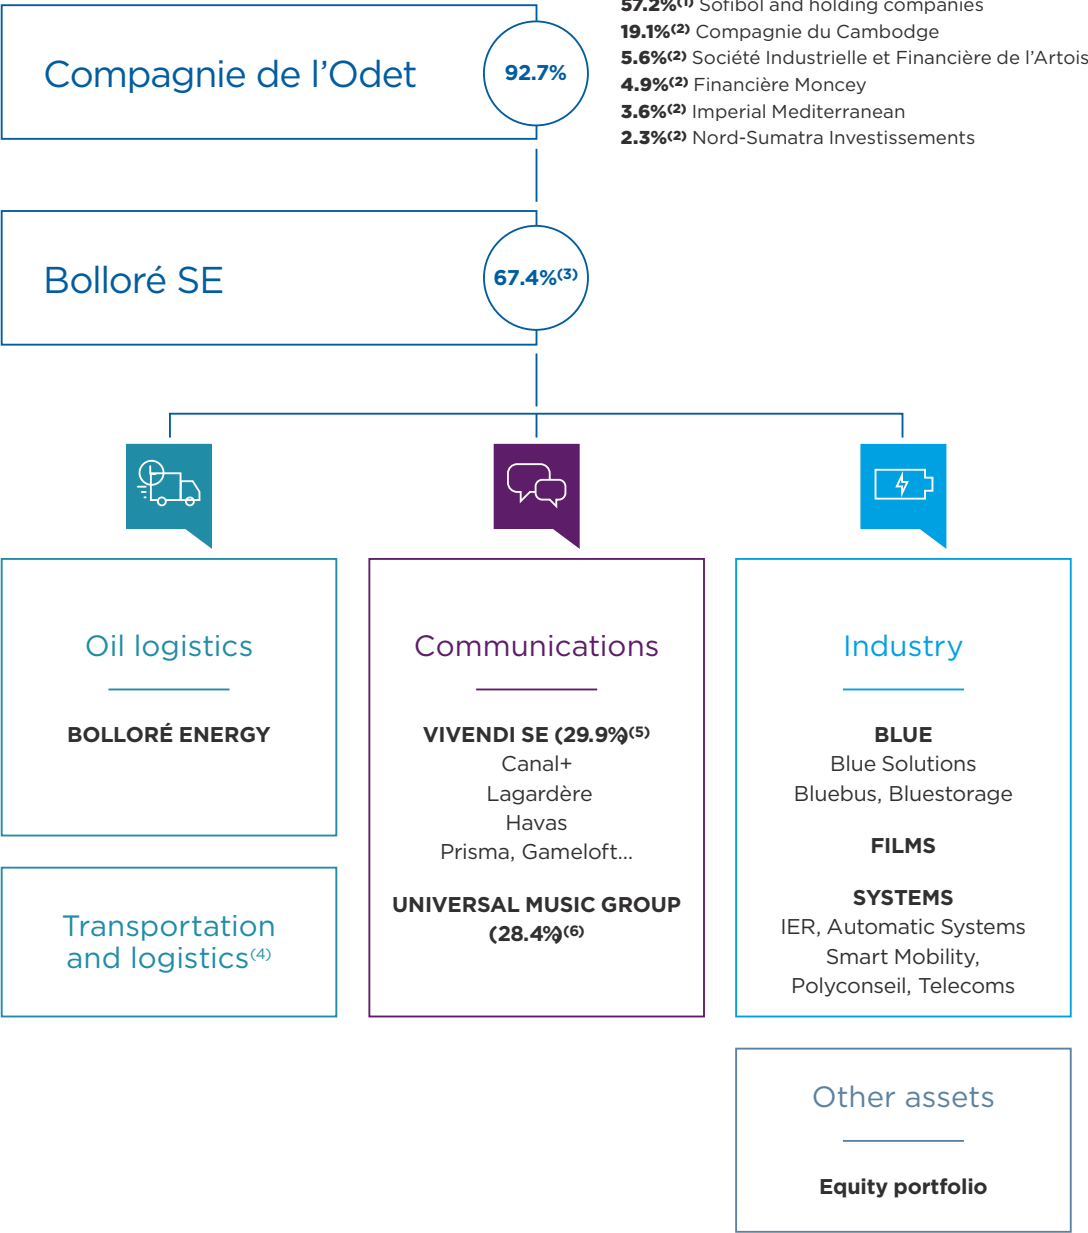 57.2%(1) Sofibol and holding companies
19.1%(2) Compagnie du Cambodge
5.6%(2) Société Industrielle et Financière de l’Artois
4.9%(2) Financière Moncey
3.6%(2) Imperial Mediterranean
2.3%(2) Nord-Sumatra Investissements
Compagnie de l’Odet
92.7%
Bolloré SE
67.4%(3)
Oil logistics
BOLLORÉ ENERGY
Transportation
and logistics(4)
Communications
VIVENDI SE (29.9%)(5)
Canal+
Lagardère
Havas
Prisma, Gameloft...
UNIVERSAL MUSIC GROUP
(28.4%)(6)
Industry
BLUE
Blue Solutions
Bluebus, Bluestorage
FILMS
SYSTEMS
IER, Automatic Systems
Smart Mobility,
Polyconseil, Telecoms
Other assets
Equity portfolio